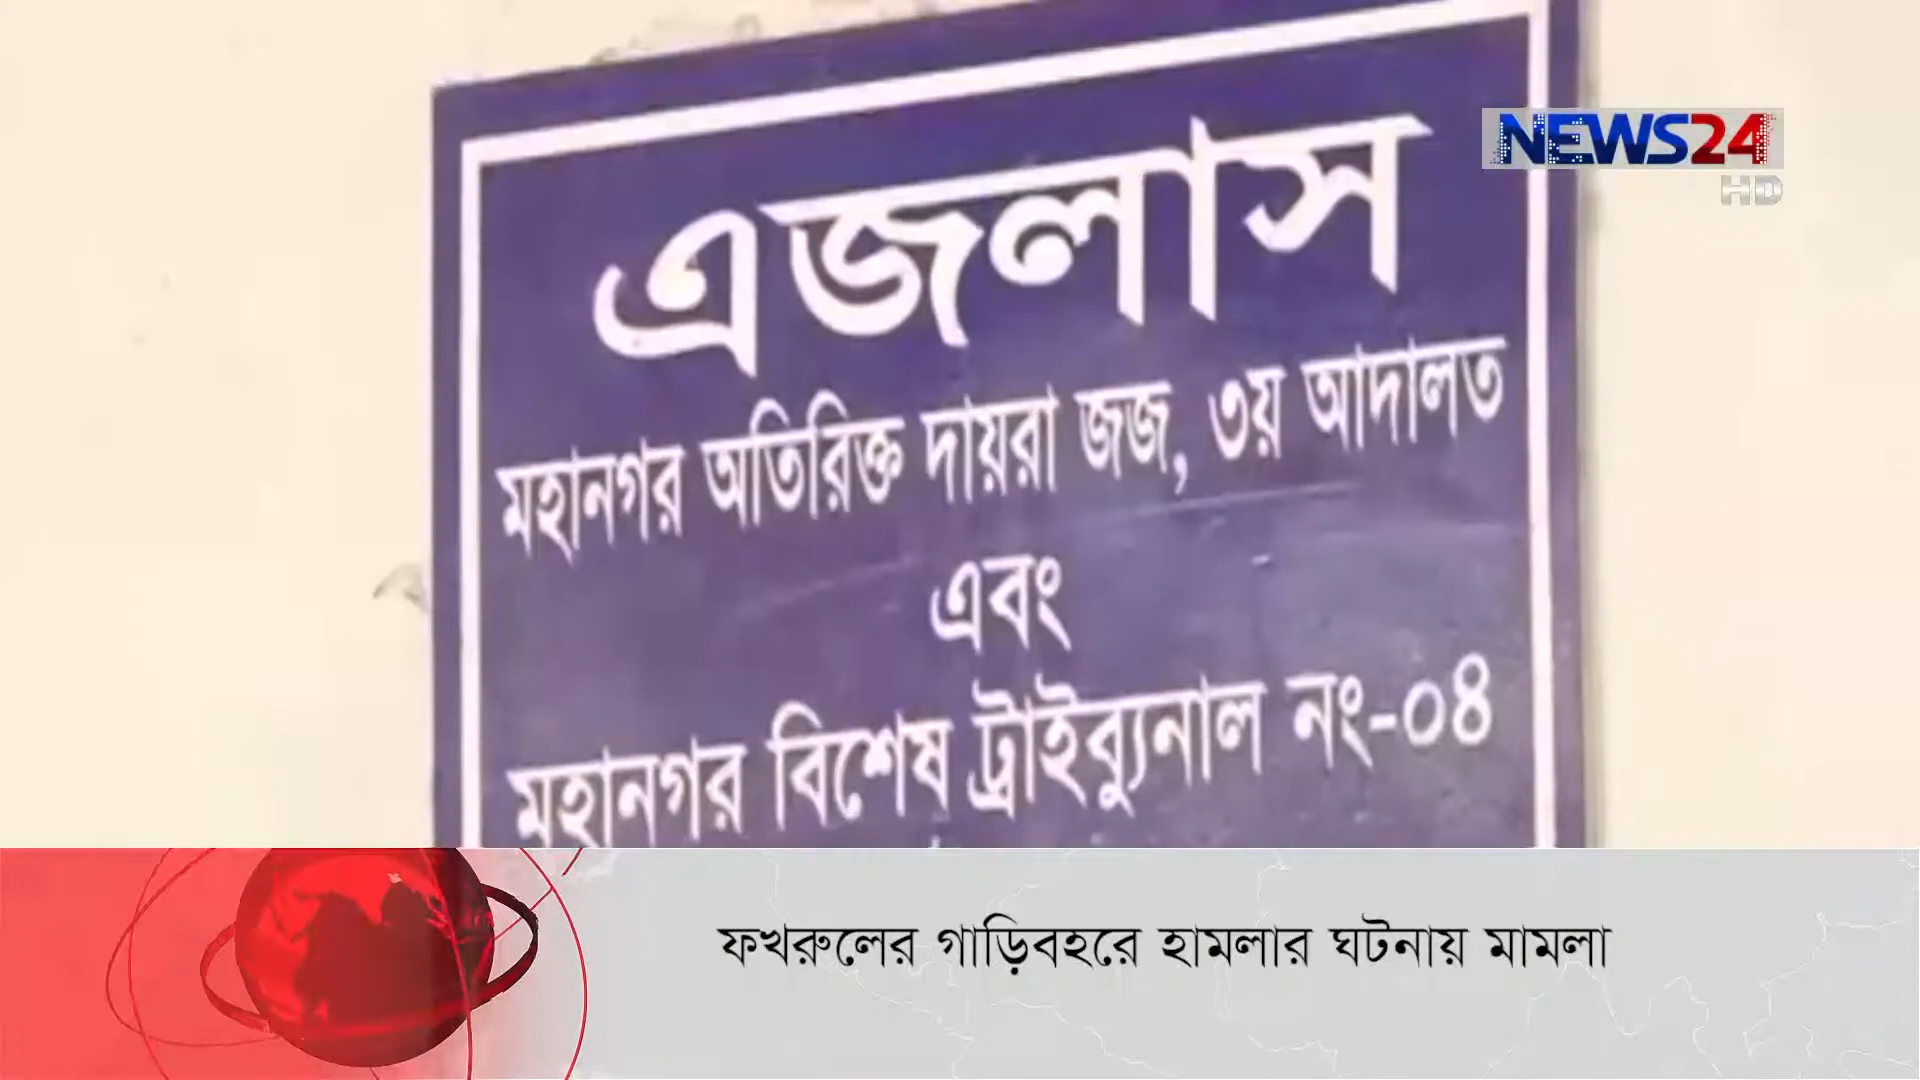 NEWS24
HD
এজলাস
মহানগর অতিরিক্ত দায়রা জজ, ৩য় আদালত
এবং
মহানগর বিশেষ ট্রাইব্যুনাল নং-০৪
ফখরুলের গাড়িবহরে হামলার ঘটনায় মামলা